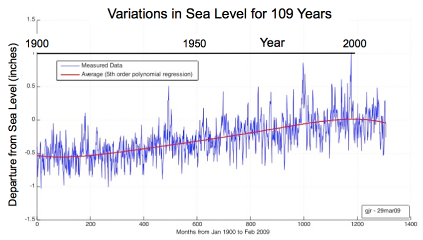 Variations in Sea Level for 109 Years
1.5
1900
1950
Year
2000
Measured Data
Average (5th order polynomial regression)
1
0.5
0
-0.5
-1
-1.5
Departure from Sea Level (inches)
gjr - 29mar09
0
200
400
600
800
1000
1200
1400
Months from Jan 1900 to Feb 2009